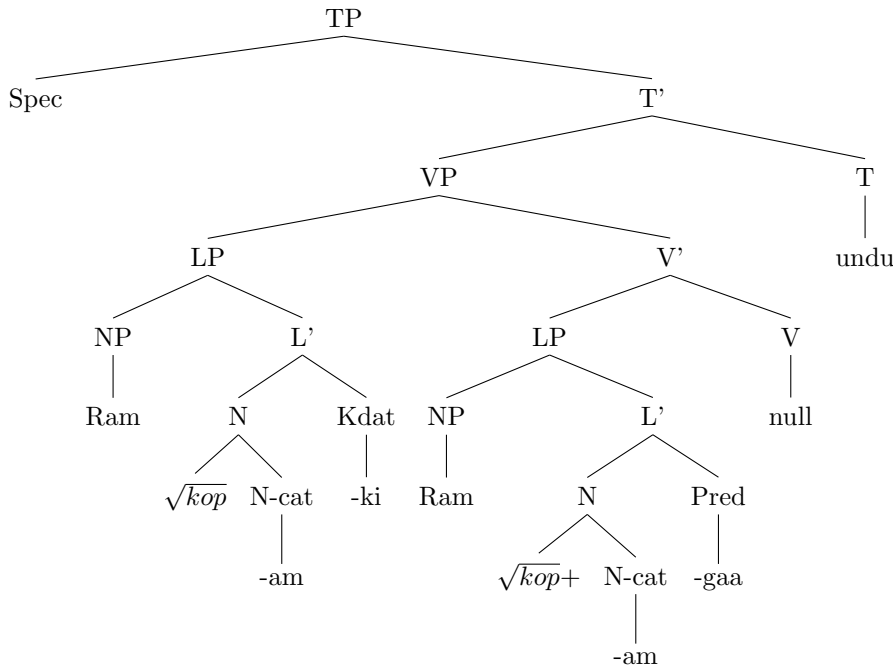 TP
Spec T'
VP T
LP V' undu
NP L' LP V
Ram N Kdat NP L' null
√kop N-cat -ki Ram N Pred
-am √kop+ N-cat -gaa
-am